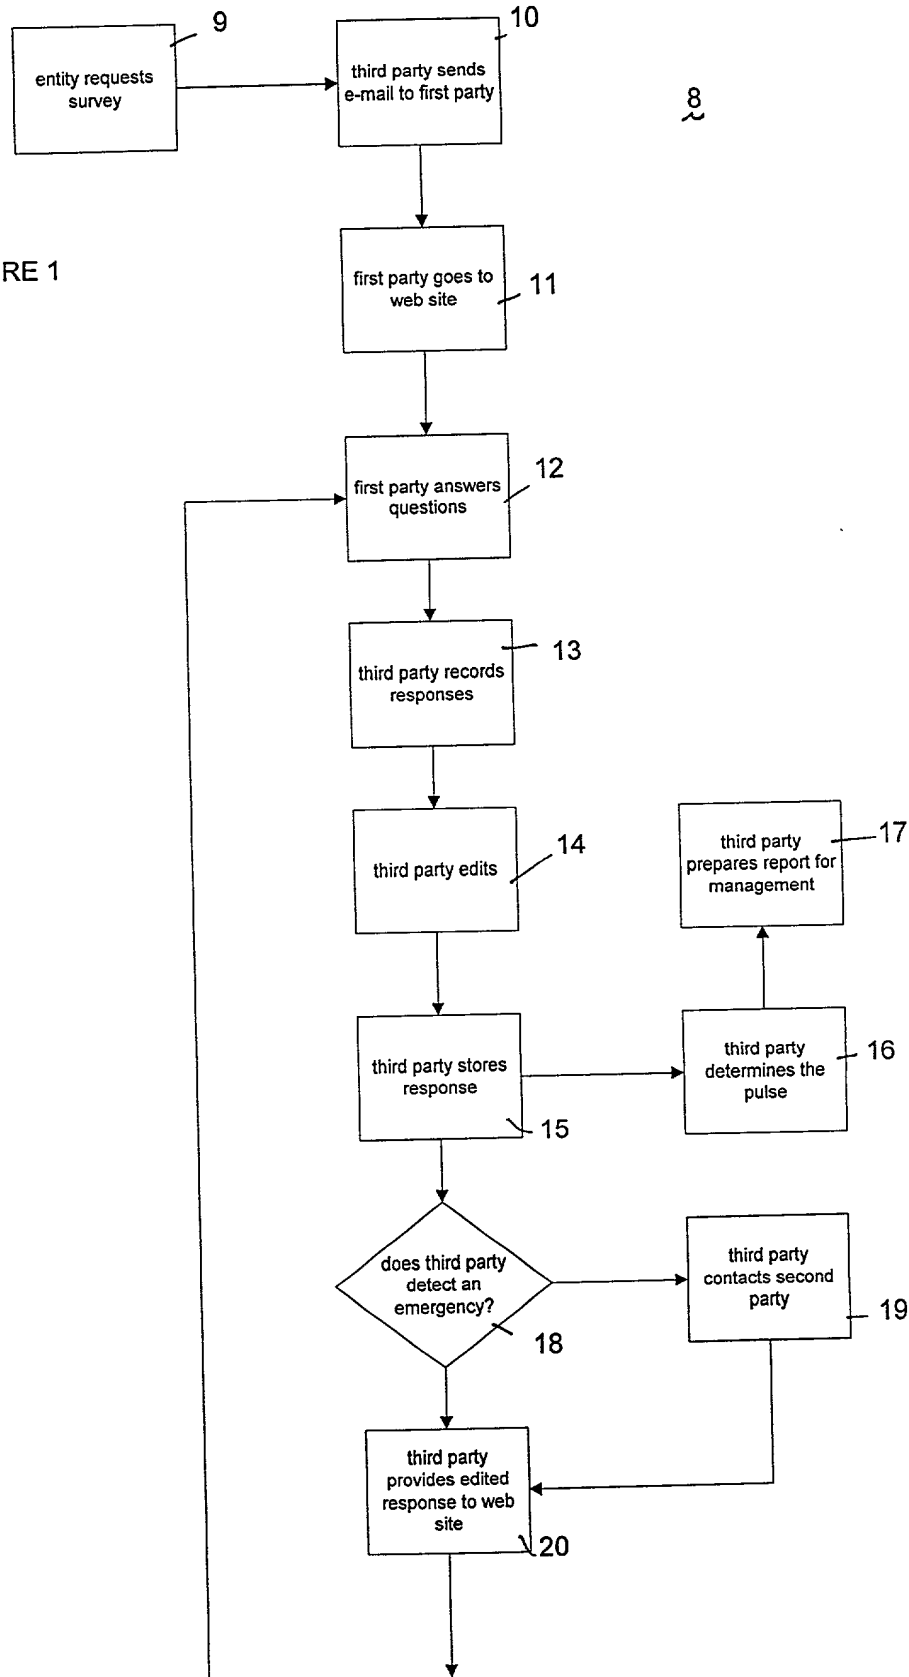 9
entity requests
survey
10
third party sends
e-mail to first party
8
RE 1
first party goes to
web site
11
first party answers
questions
12
third party records
responses
13
third party edits
14
third party
prepares report for
management
17
third party stores
response
15
third party
determines the
pulse
16
does third party
detect an
emergency?
18
third party
contacts second
party
19
third party
provides edited
response to web
site
20